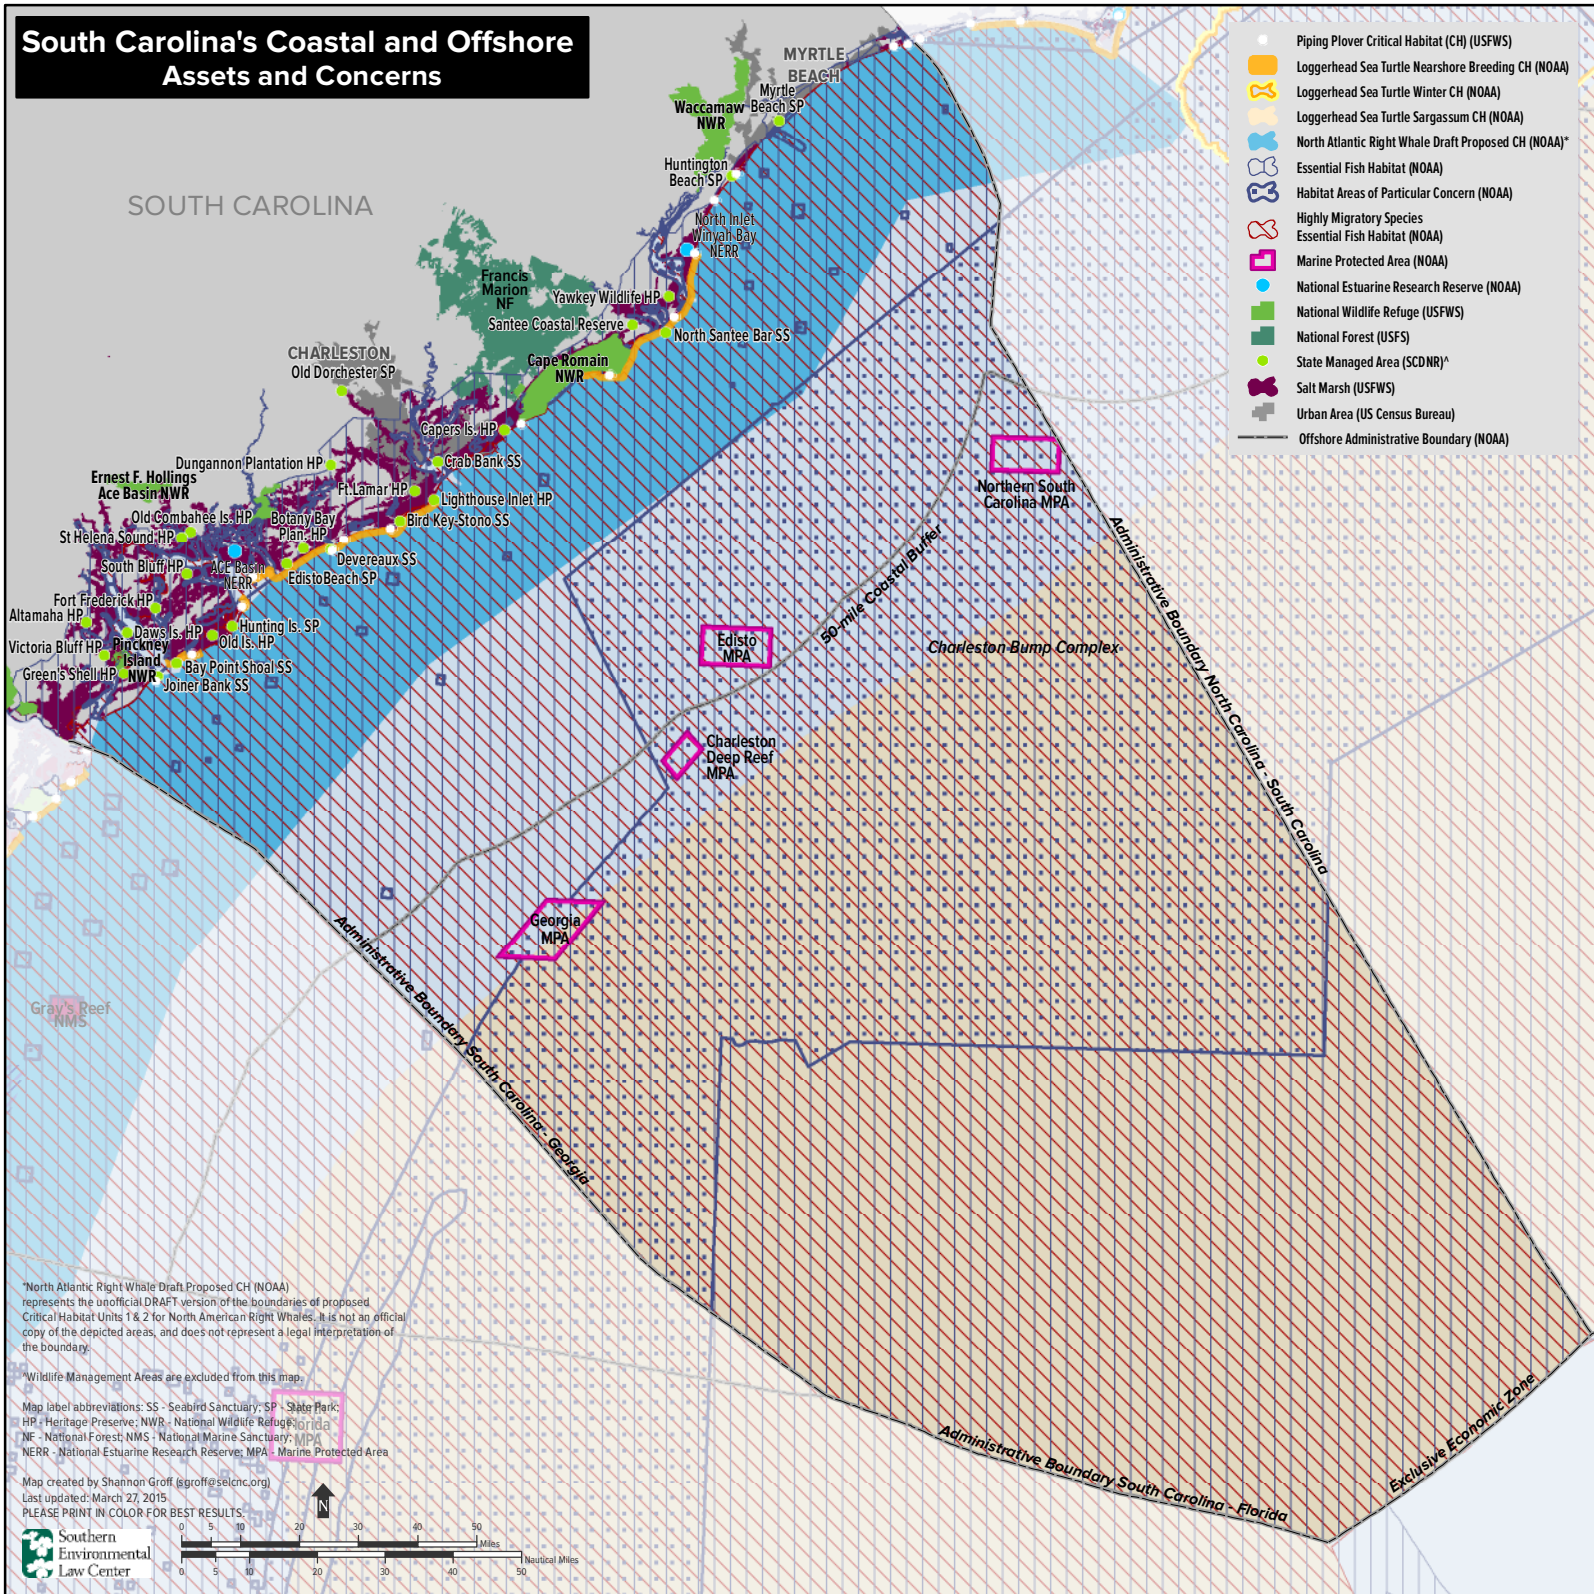 South Carolina's Coastal and Offshore
Assets and Concerns
Piping Plover Critical Habitat (CH) (USFWS)
Loggerhead Sea Turtle Nearshore Breeding CH (NOAA)
Loggerhead Sea Turtle Winter CH (NOAA)
Loggerhead Sea Turtle Sargassum CH (NOAA)
North Atlantic Right Whale Draft Proposed CH (NOAA)*
Essential Fish Habitat (NOAA)
Habitat Areas of Particular Concern (NOAA)
Highly Migratory Species
Essential Fish Habitat (NOAA)
Marine Protected Area (NOAA)
National Estuarine Research Reserve (NOAA)
National Wildlife Refuge (USFWS)
National Forest (USFS)
State Managed Area (SCDNR)^
Salt Marsh (USFWS)
Urban Area (US Census Bureau)
Offshore Administrative Boundary (NOAA)
MYRTLE
BEACH
Myrtle
Beach SP
Waccamaw
NWR
Huntington
Beach SP
SOUTH CAROLINA
North Inlet
Winyah Bay
NERR
Francis
Marion
NF
Yawkey Wildlife HP
Santee Coastal Reserve
North Santee Bar SS
CHARLESTON
Old Dorchester SP
Cape Romain
NWR
Capers Is. HP
Crab Bank SS
Dungannon Plantation HP
Ernest F. Hollings
Ace Basin NWR
Ft.Lamar HP
Lighthouse Inlet HP
Old Combahee Is. HP
Botany Bay
Plan. HP
Bird Key-Stono SS
St Helena Sound HP
Devereaux SS
South Bluff HP
ACE Basin
NERR
EdistoBeach SP
Fort Frederick HP
Altamaha HP
Daws Is. HP
Hunting Is. SP
Old Is. HP
Victoria Bluff HP
Pinckney
Island
NWR
Bay Point Shoal SS
Green's Shell HP
Joiner Bank SS
Northern South
Carolina MPA
50-mile Coastal Buffer
Edisto
MPA
Charleston Bump Complex
Charleston
Deep Reef
MPA
Georgia
MPA
Administrative Boundary North Carolina - South Carolina
Administrative Boundary South Carolina - Georgia
Gray's Reef
NMS
Administrative Boundary South Carolina - Florida
Exclusive Economic Zone
North
Florida
MPA
*North Atlantic Right Whale Draft Proposed CH (NOAA)
represents the unofficial DRAFT version of the boundaries of proposed
Critical Habitat Units 1 & 2 for North American Right Whales. It is not an official
copy of the depicted areas, and does not represent a legal interpretation of
the boundary.
^Wildlife Management Areas are excluded from this map.
Map label abbreviations: SS - Seabird Sanctuary; SP - State Park;
HP - Heritage Preserve; NWR - National Wildlife Refuge;
NF - National Forest; NMS - National Marine Sanctuary;
NERR - National Estuarine Research Reserve; MPA - Marine Protected Area
Map created by Shannon Groff (sgroff@selcnc.org)
Last updated: March 27, 2015
PLEASE PRINT IN COLOR FOR BEST RESULTS.
N
Southern
Environmental
Law Center
0 5 10 20 30 40 50
Miles
Nautical Miles
0 5 10 20 30 40 50